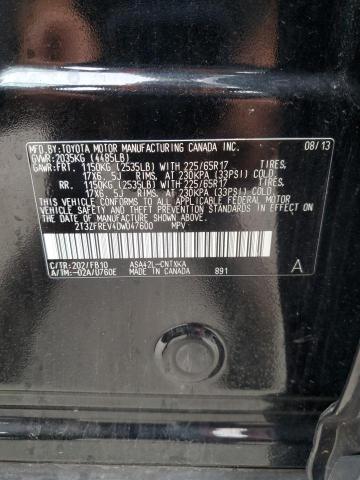 MFD.BY:TOYOTA MOTOR MANUFACTURING CANADA INC. 08/13
GVWR:2035KG (4485LB)
GAWR:FRT. 1150KG (2535LB) WITH 225/65R17 TIRES,
17X6.5J RIMS, AT 230KPA (33PSI) COLD.
RR. 1150KG (2535LB) WITH 225/65R17 TIRES,
17X6.5J RIMS, AT 230KPA (33PSI) COLD.
THIS VEHICLE CONFORMS TO ALL APPLICABLE FEDERAL MOTOR
VEHICLE SAFETY AND THEFT PREVENTION STANDARDS IN EFFECT
ON THE DATE OF MANUFACTURE SHOWN ABOVE.
2T3ZFREV4DW047600 MPV
C/TR:202/FB10 ASA42L-CNTXKA A
A/TM:-02A/U760E MADE IN CANADA 891